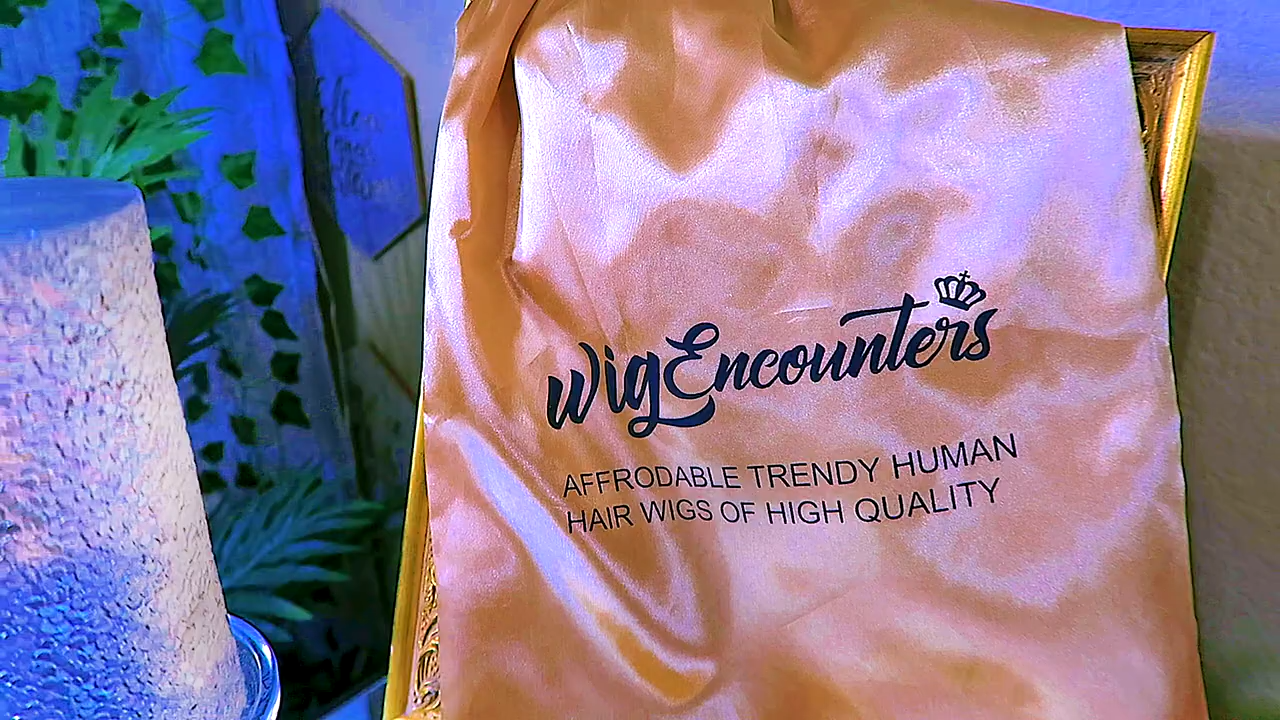 WigEncounters
AFFRODABLE TRENDY HUMAN
HAIR WIGS OF HIGH QUALITY